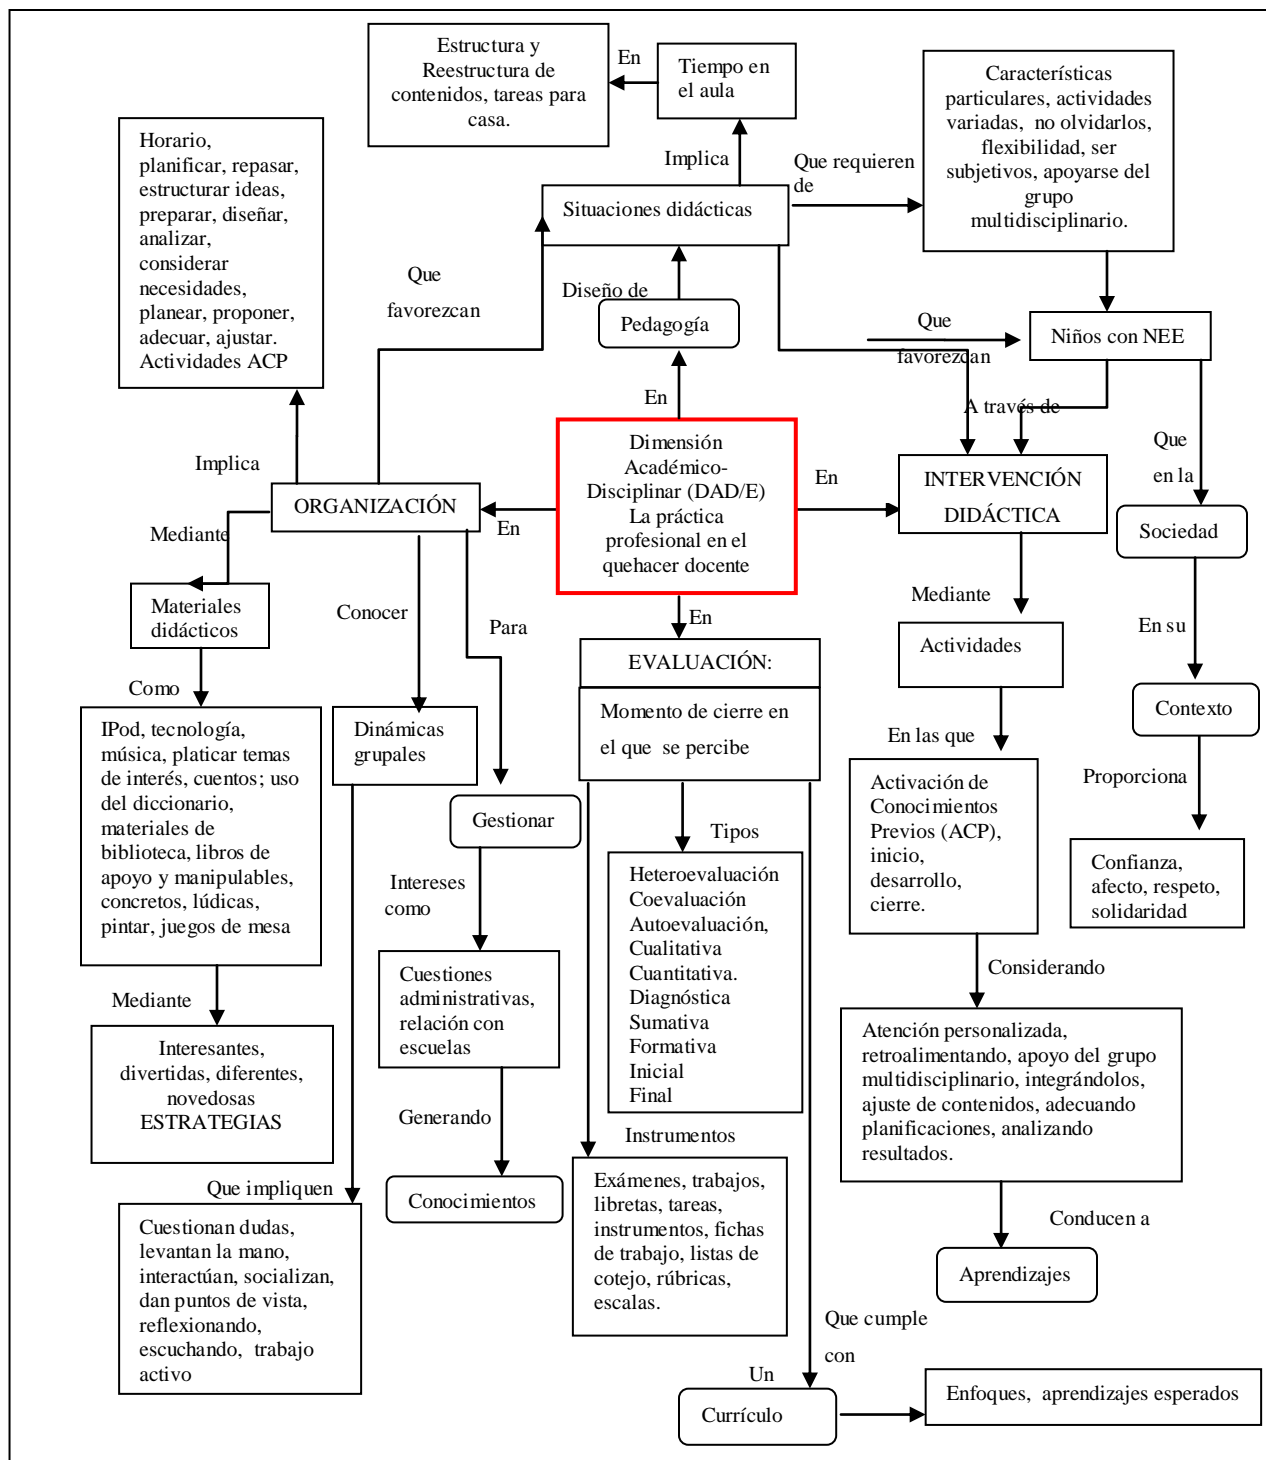 Estructura y
Reestructura de
contenidos, tareas para
casa.
En
Tiempo en
el aula
Características
particulares, actividades
variadas, no olvidarlos,
flexibilidad, ser
subjetivos, apoyarse del
grupo
multidisciplinario.
Horario,
planificar, repasar,
estructurar ideas,
preparar, diseñar,
analizar,
considerar
necesidades,
planear, proponer,
adecuar, ajustar.
Actividades ACP
Implica
Que requieren
de
Situaciones didácticas
Que
favorezcan
Diseño de
Pedagogía
Que
favorezcan
Niños con NEE
En
A través de
Dimensión
Académico-
Disciplinar (DAD/E)
La práctica
profesional en el
quehacer docente
Implica
ORGANIZACIÓN
En
En
INTERVENCIÓN
DIDÁCTICA
Que
en la
Sociedad
Mediante
Materiales
didácticos
Conocer
Para
En
EVALUACIÓN:
Momento de cierre en
el que se percibe
Mediante
Actividades
En su
Contexto
Como
IPod, tecnología,
música, platicar temas
de interés, cuentos; uso
del diccionario,
materiales de
biblioteca, libros de
apoyo y manipulables,
concretos, lúdicas,
pintar, juegos de mesa
Dinámicas
grupales
Gestionar
En las que
Activación de
Conocimientos
Previos (ACP),
inicio,
desarrollo,
cierre.
Proporciona
Confianza,
afecto, respeto,
solidaridad
Tipos
Heteroevaluación
Coevaluación
Autoevaluación,
Cualitativa
Cuantitativa.
Diagnóstica
Sumativa
Formativa
Inicial
Final
Intereses
como
Cuestiones
administrativas,
relación con
escuelas
Considerando
Atención personalizada,
retroalimentando, apoyo del grupo
multidisciplinario, integrándolos,
ajuste de contenidos, adecuando
planificaciones, analizando
resultados.
Mediante
Interesantes,
divertidas, diferentes,
novedosas
ESTRATEGIAS
Generando
Conocimientos
Instrumentos
Exámenes, trabajos,
libretas, tareas,
instrumentos, fichas
de trabajo, listas de
cotejo, rúbricas,
escalas.
Que impliquen
Cuestionan dudas,
levantan la mano,
interactúan, socializan,
dan puntos de vista,
reflexionando,
escuchando, trabajo
activo
Conducen a
Aprendizajes
Que cumple
con
Un
Currículo
Enfoques, aprendizajes esperados